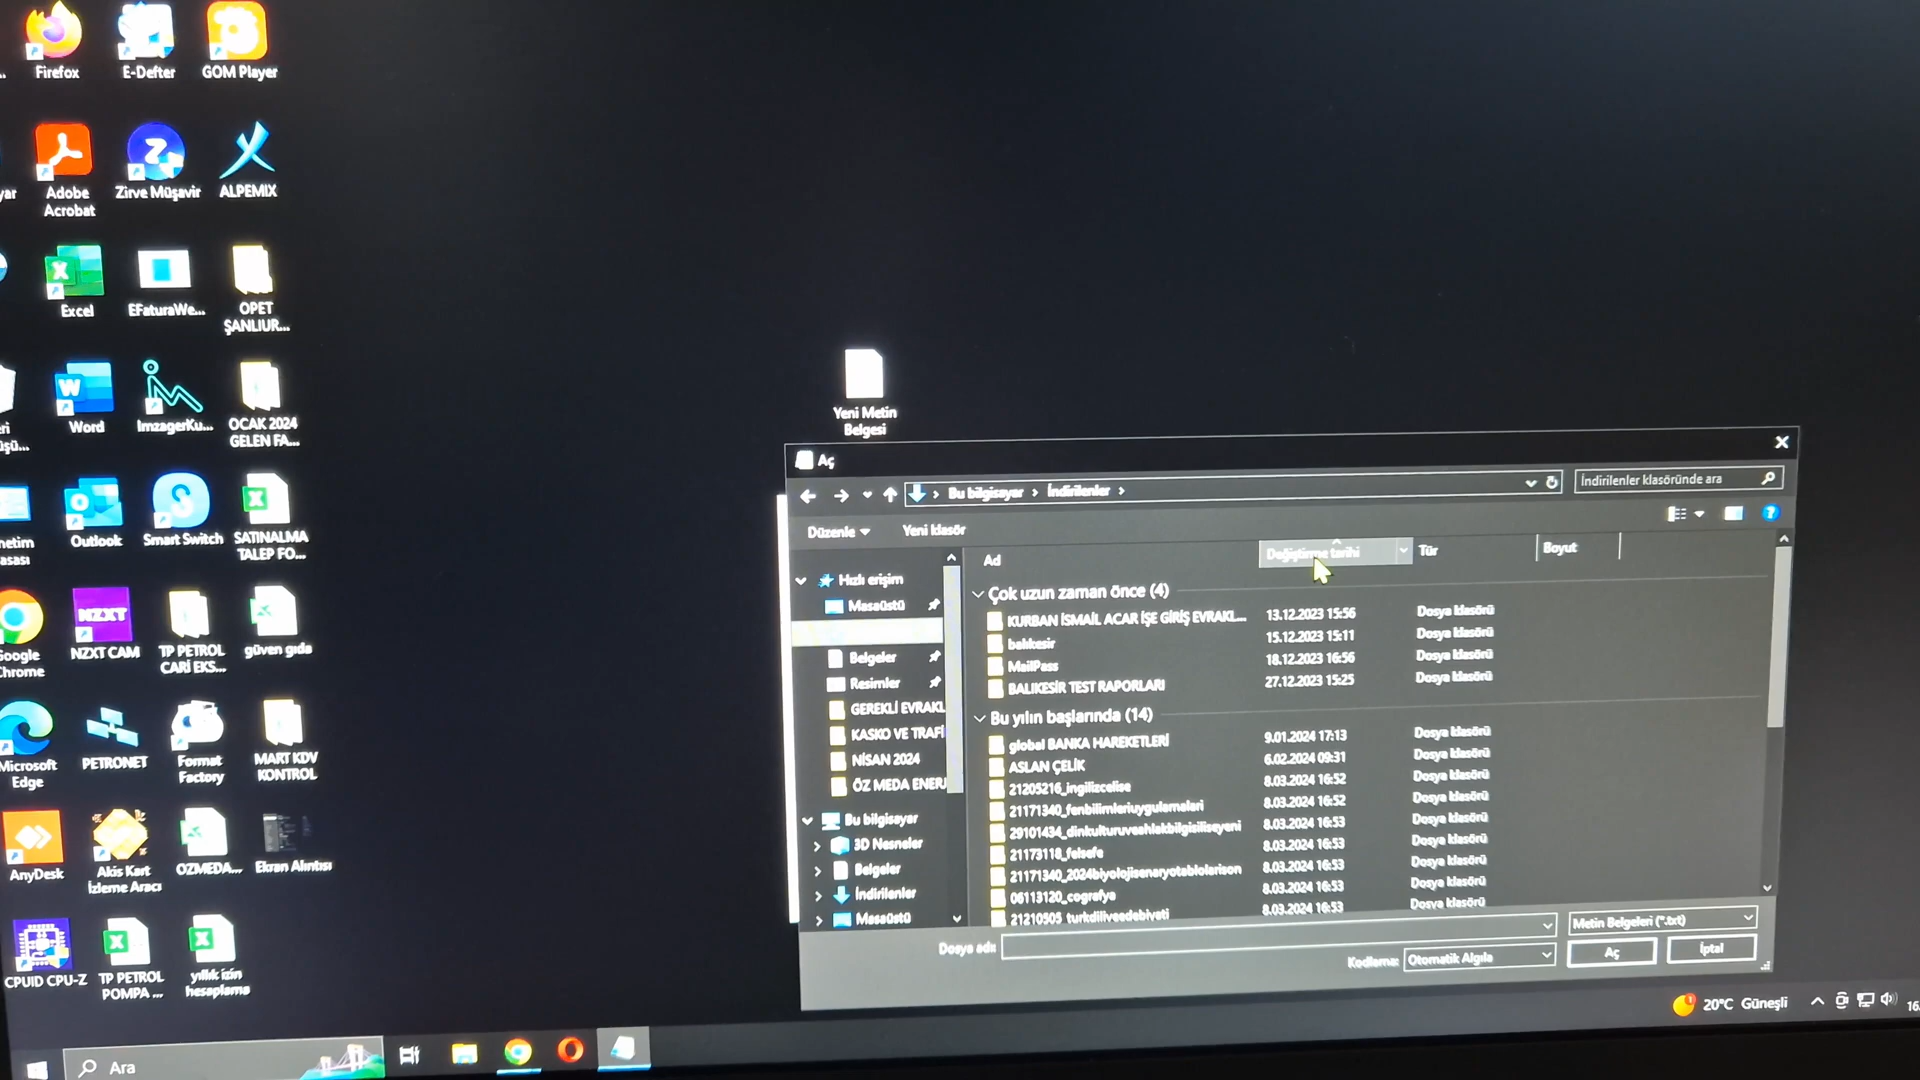 Firefox
E-Defter
GOM Player
yar
Adobe
Acrobat
Zirve Müşavir
ALPEMIX
Excel
EFaturaWe...
OPET
ŞANLIUR...
Word
ImzagerKu...
OCAK 2024
GELEN FA...
Outlook
Smart Switch
SATINALMA
TALEP FO...
netim
Google
Chrome
NZXT
NZXT CAM
TP PETROL
CARİ EKS...
güven gıda
Microsoft
Edge
PETRONET
Format
Factory
MART KDV
KONTROL
AnyDesk
Akis Kart
İzleme Aracı
OZMEDA...
Ekran Alıntısı
CPUID CPU-Z
TP PETROL
POMPA ...
yıllık izin
hesaplama
Yeni Metin
Belgesi
Aç
Bu bilgisayar > İndirilenler >
İndirilenler klasöründe ara
Düzenle
Yeni klasör
Hızlı erişim
Masaüstü
Belgeler
Resimler
GEREKLİ EVRAKL
KASKO VE TRAFİ
NİSAN 2024
ÖZ MEDA ENER
Bu bilgisayar
3D Nesneler
Belgeler
İndirilenler
Masaüstü
Ad
Değiştirme tarihi
Tür
Boyut
Çok uzun zaman önce (4)
KURBAN İSMAİL ACAR İŞE GİRİŞ EVRAKL... 13.12.2023 15:56 Dosya klasörü
balıkesir 15.12.2023 15:11 Dosya klasörü
MailPass 18.12.2023 16:56 Dosya klasörü
BALIKESİR TEST RAPORLARI 27.12.2023 15:25 Dosya klasörü
Bu yılın başlarında (14)
global BANKA HAREKETLERİ 9.01.2024 17:13 Dosya klasörü
ASLAN ÇELİK 6.02.2024 09:31 Dosya klasörü
21205216_ingilizcelise 8.03.2024 16:52 Dosya klasörü
21171340_fenbilimleriuygulamalari 8.03.2024 16:52 Dosya klasörü
29101434_dinkulturuveahlakbilgisiliseyeni 8.03.2024 16:53 Dosya klasörü
21173118_felsefe 8.03.2024 16:53 Dosya klasörü
21171340_2024biyolojisenaryotablolarison 8.03.2024 16:53 Dosya klasörü
06113120_cografya 8.03.2024 16:53 Dosya klasörü
21210505_turkdiliveedebiyati 8.03.2024 16:53 Dosya klasörü
Dosya adı:
Metin Belgeleri (*.txt)
Kodlama:
Otomatik Algıla
Aç
İptal
Ara
20°C Güneşli
16.